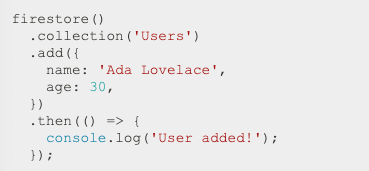 firestore()
  .collection('Users')
  .add({
    name: 'Ada Lovelace',
    age: 30,
  })
  .then(() => {
    console.log('User added!');
  });